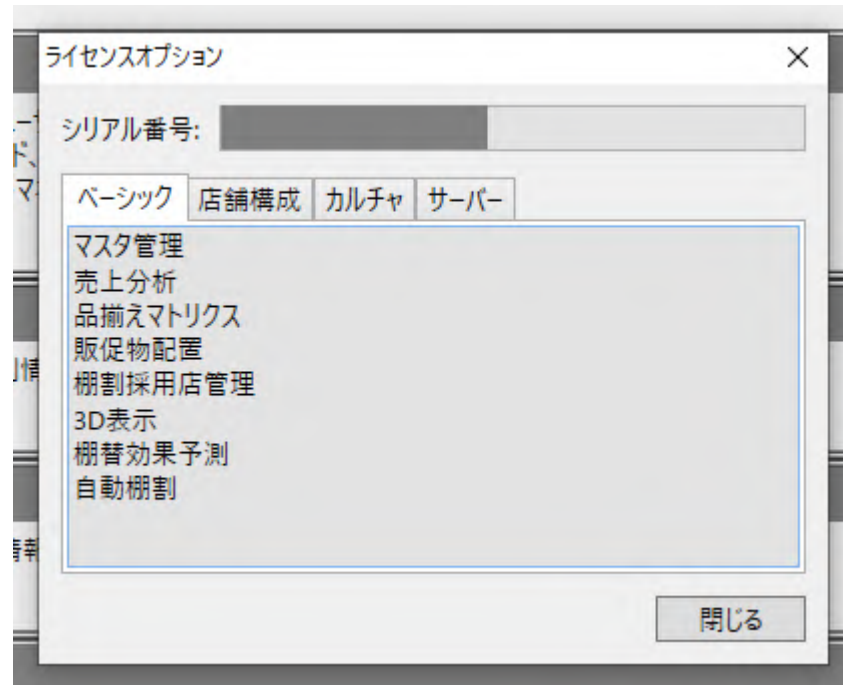 ライセンスオプション
シリアル番号:
ベーシック 店舗構成 カルチャ サーバー
マスタ管理
売上分析
品揃えマトリクス
販促物配置
棚割採用店管理
3D表示
棚替効果予測
自動棚割
閉じる